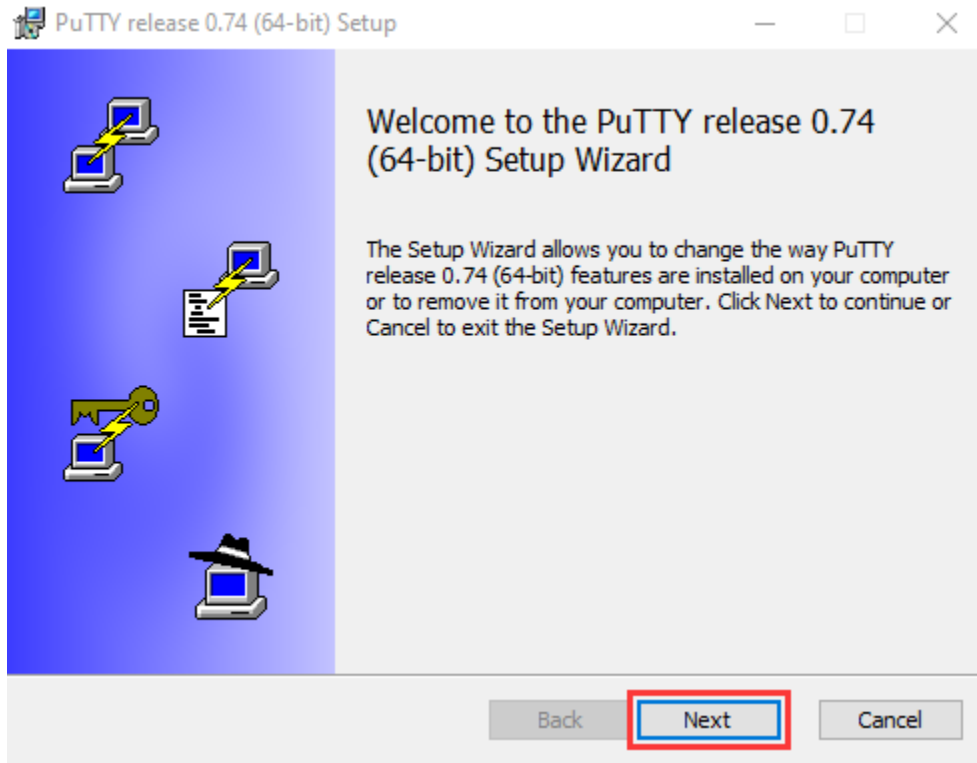 PuTTY release 0.74 (64-bit) Setup
Welcome to the PuTTY release 0.74
(64-bit) Setup Wizard
The Setup Wizard allows you to change the way PuTTY
release 0.74 (64-bit) features are installed on your computer
or to remove it from your computer. Click Next to continue or
Cancel to exit the Setup Wizard.
Back Next Cancel